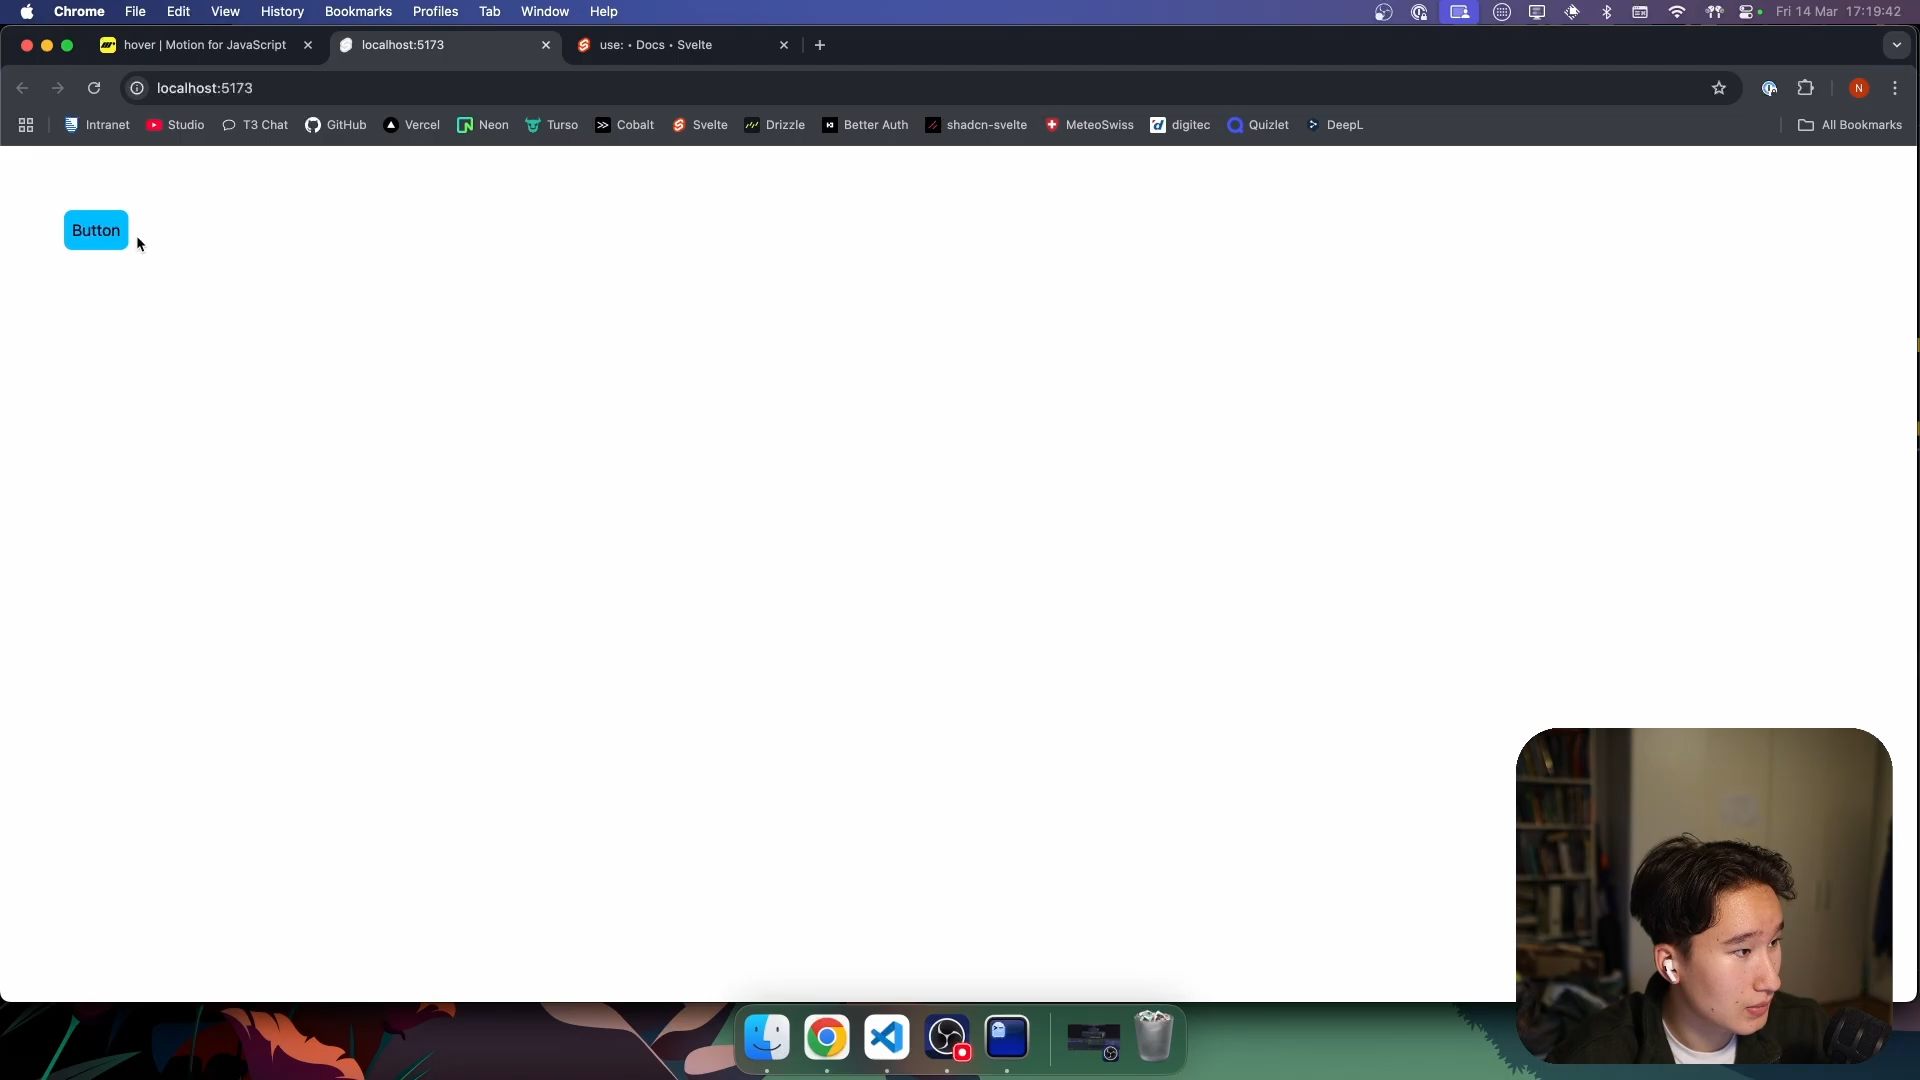 Chrome File Edit View History Bookmarks Profiles Tab Window Help Fri 14 Mar 17:19:42
hover | Motion for JavaScript localhost:5173 use: • Docs • Svelte
localhost:5173 N
Intranet Studio T3 Chat GitHub Vercel Neon Turso Cobalt Svelte Drizzle Better Auth shadcn-svelte MeteoSwiss digitec Quizlet DeepL All Bookmarks
Button